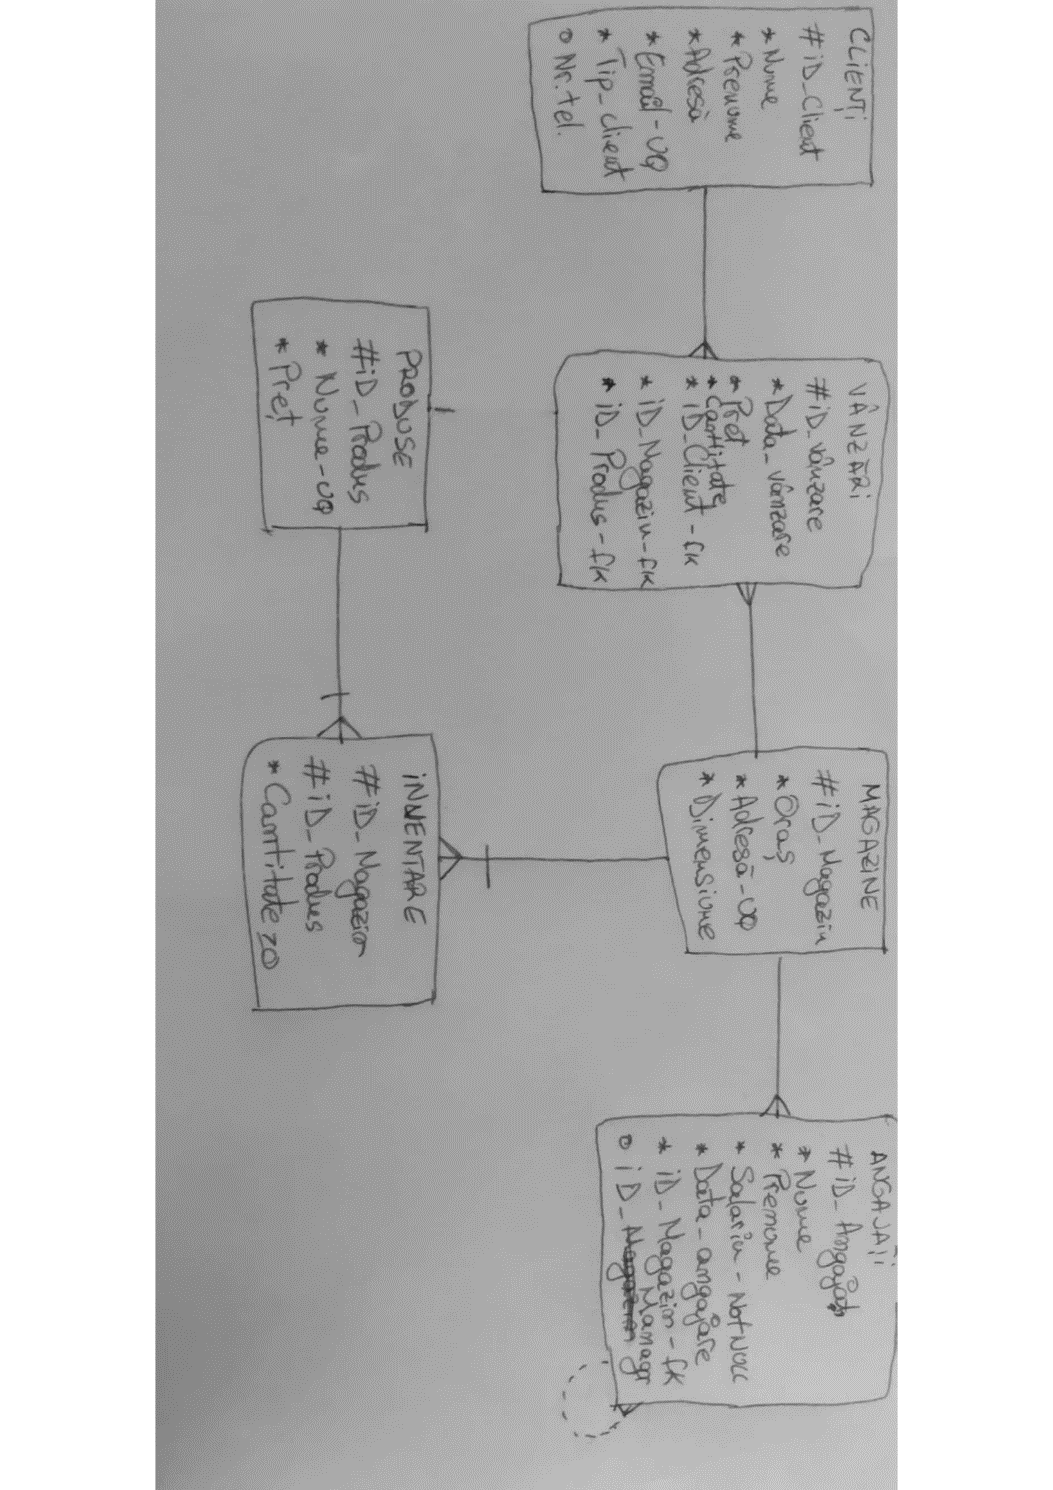 CLIENȚI
#iD_Client
* Nume
* Prenume
* Adresă
* Email-UQ
* Tip_client
o Nr.tel.
VÂNZĂRi
#iD_vânzare
* Data_vânzare
* Preț
* Cantitate
* iD_Client-fk
* iD_Magazin-fk
* iD_Produs-fk
MAGAZINE
#iD_Magazin
* Oraș
* Adresă-UQ
* Dimensiune
ANGAJAȚi
#iD_Angajat
* Nume
* Prenume
* Salariu - NotNULL
* Data_angajare
* iD_Magazin-fk
o iD_Manager
PRODUSE
#iD_Produs
* Nume-UQ
* Preț
iNVENTARE
#iD_Magazin
#iD_Produs
* Cantitate